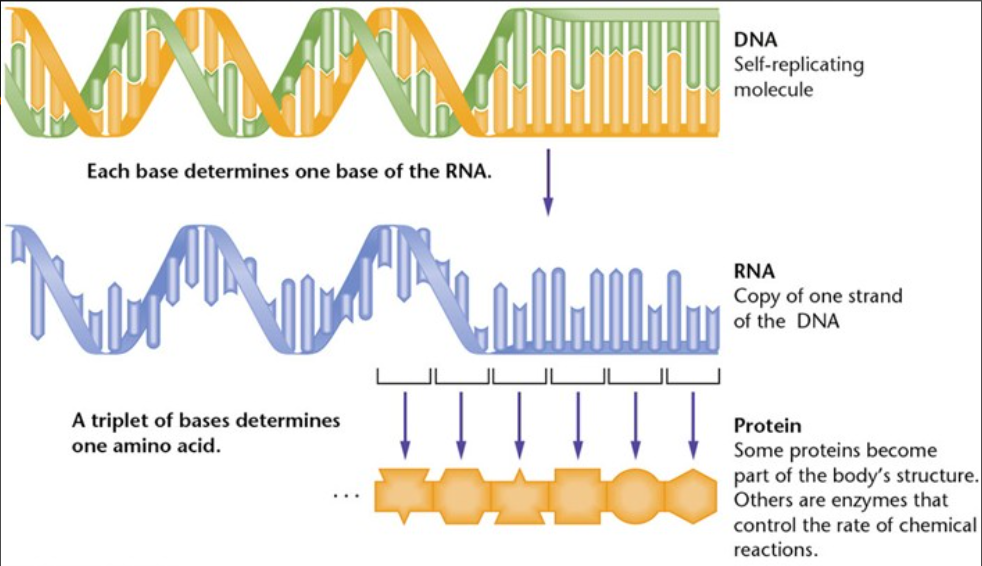 DNA
Self-replicating
molecule
Each base determines one base of the RNA.
RNA
Copy of one strand
of the DNA
A triplet of bases determines
one amino acid.
Protein
Some proteins become
part of the body's structure.
Others are enzymes that
control the rate of chemical
reactions.
...